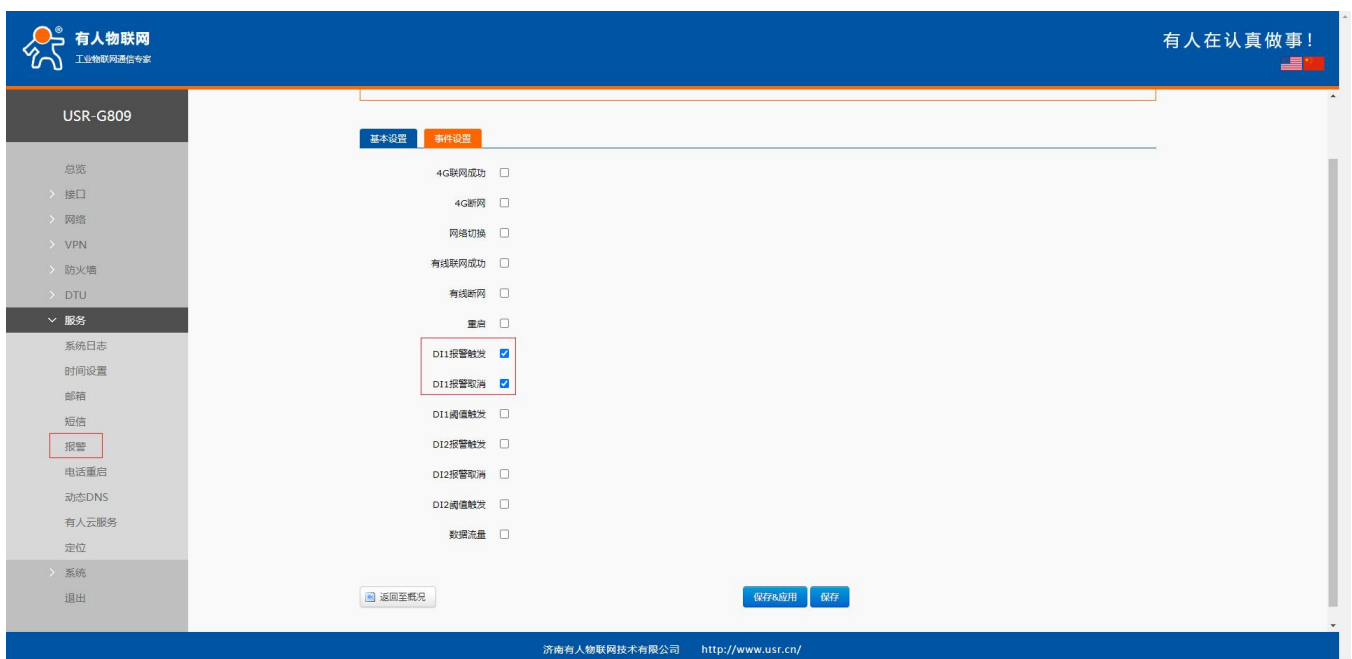 有人物联网
®
工业物联网通信专家
有人在认真做事！
USR-G809
总览
接口
网络
VPN
防火墙
DTU
服务
系统日志
时间设置
邮箱
短信
报警
电话重启
动态DNS
有人云服务
定位
系统
退出
基本设置 事件设置
4G联网成功
4G断网
网络切换
有线联网成功
有线断网
重启
DI1报警触发
DI1报警取消
DI1阈值触发
DI2报警触发
DI2报警取消
DI2阈值触发
数据流量
返回至概况 保存&应用 保存
济南有人物联网技术有限公司 http://www.usr.cn/